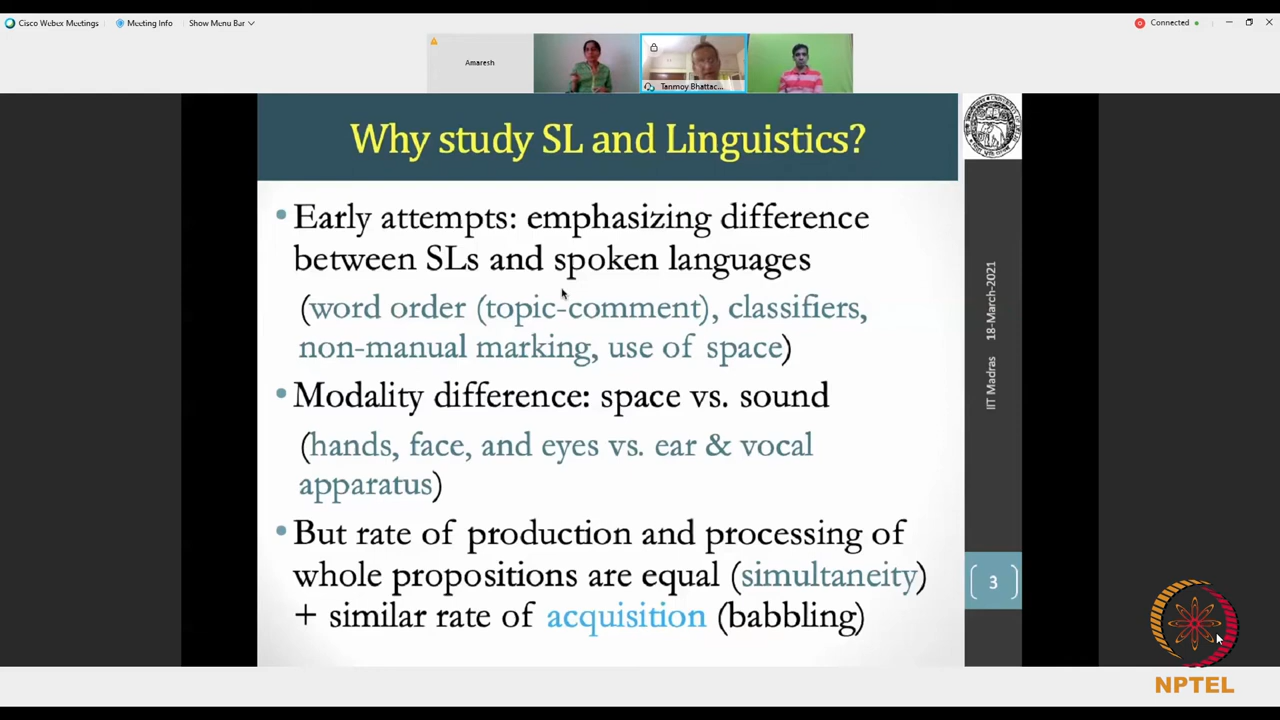 Cisco Webex Meetings
Meeting Info
Show Menu Bar
Connected
Amaresh
Tanmoy Bhattac...
Why study SL and Linguistics?
•Early attempts: emphasizing difference
between SLs and spoken languages
(word order (topic-comment), classifiers,
non-manual marking, use of space)
•Modality difference: space vs. sound
(hands, face, and eyes vs. ear & vocal
apparatus)
•But rate of production and processing of
whole propositions are equal (simultaneity)
+ similar rate of acquisition (babbling)
IIT Madras 18-March-2021
3
NPTEL